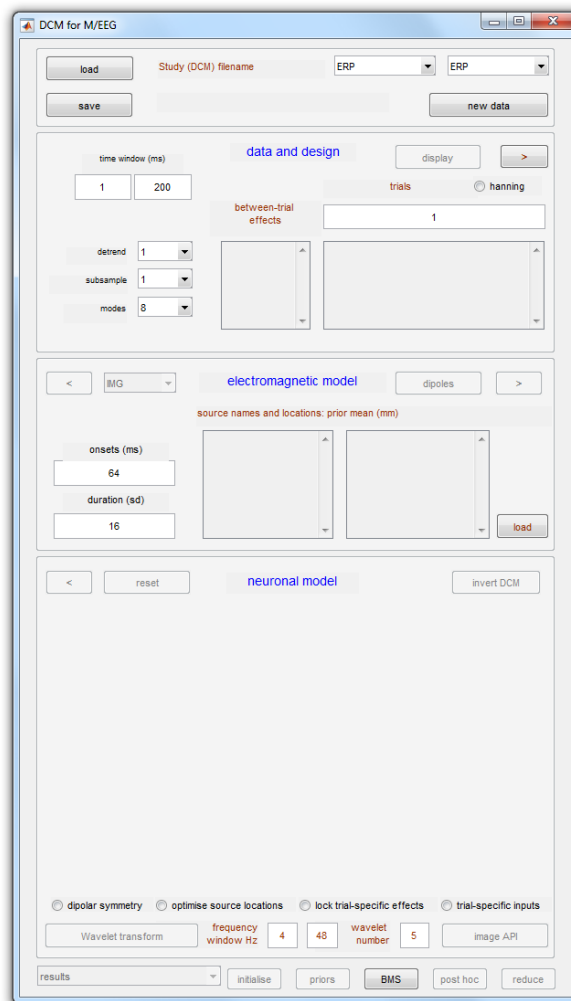 DCM for M/EEG
load Study (DCM) filename ERP ERP
save new data
data and design display >
time window (ms)
1 200 trials hanning
between-trial effects 1
detrend 1
subsample 1
modes 8
< IMG electromagnetic model dipoles >
source names and locations: prior mean (mm)
onsets (ms)
64
duration (sd)
16 load
< reset neuronal model invert DCM
dipolar symmetry optimise source locations lock trial-specific effects trial-specific inputs
Wavelet transform frequency window Hz 4 48 wavelet number 5 image API
results initialise priors BMS post hoc reduce